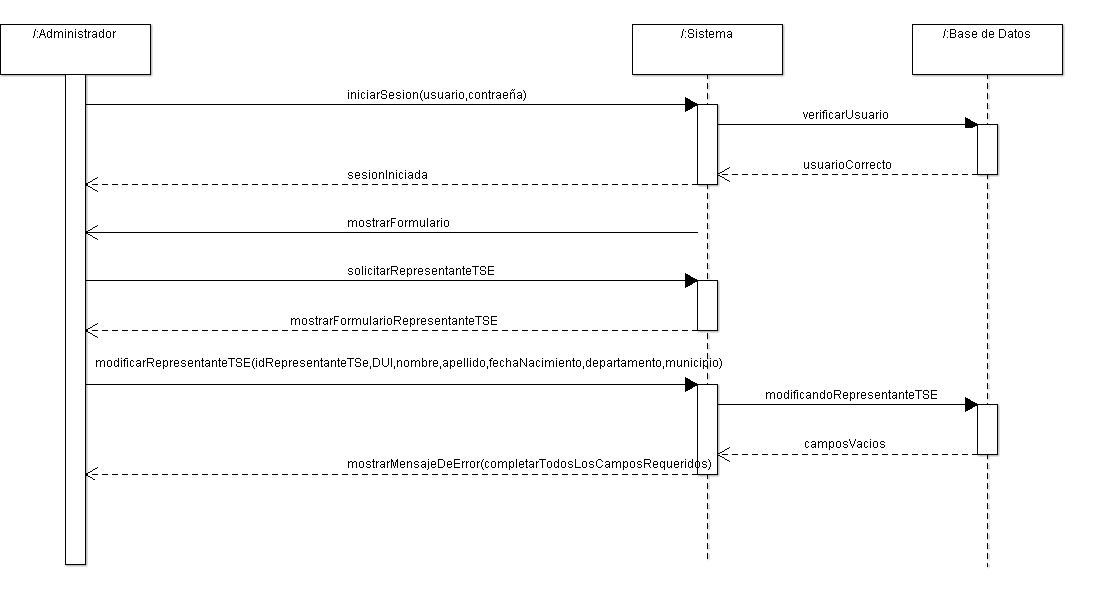 /:Administrador
/:Sistema
/:Base de Datos
iniciarSesion(usuario,contraeña)
verificarUsuario
usuarioCorrecto
sesionIniciada
mostrarFormulario
solicitarRepresentanteTSE
mostrarFormularioRepresentanteTSE
modificarRepresentanteTSE(idRepresentanteTSe,DUI,nombre,apellido,fechaNacimiento,departamento,municipio)
modificandoRepresentanteTSE
camposVacios
mostrarMensajeDeError(completarTodosLosCamposRequeridos)